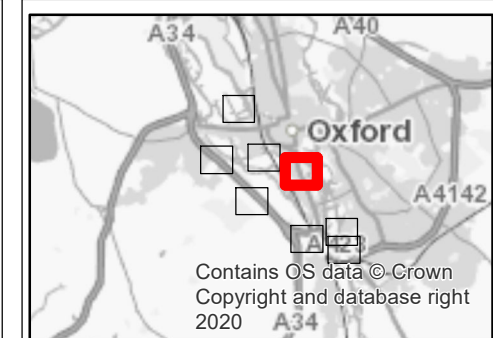 A34
A40
Oxford
A4142
A423
Contains OS data © Crown
Copyright and database right
2020
A34